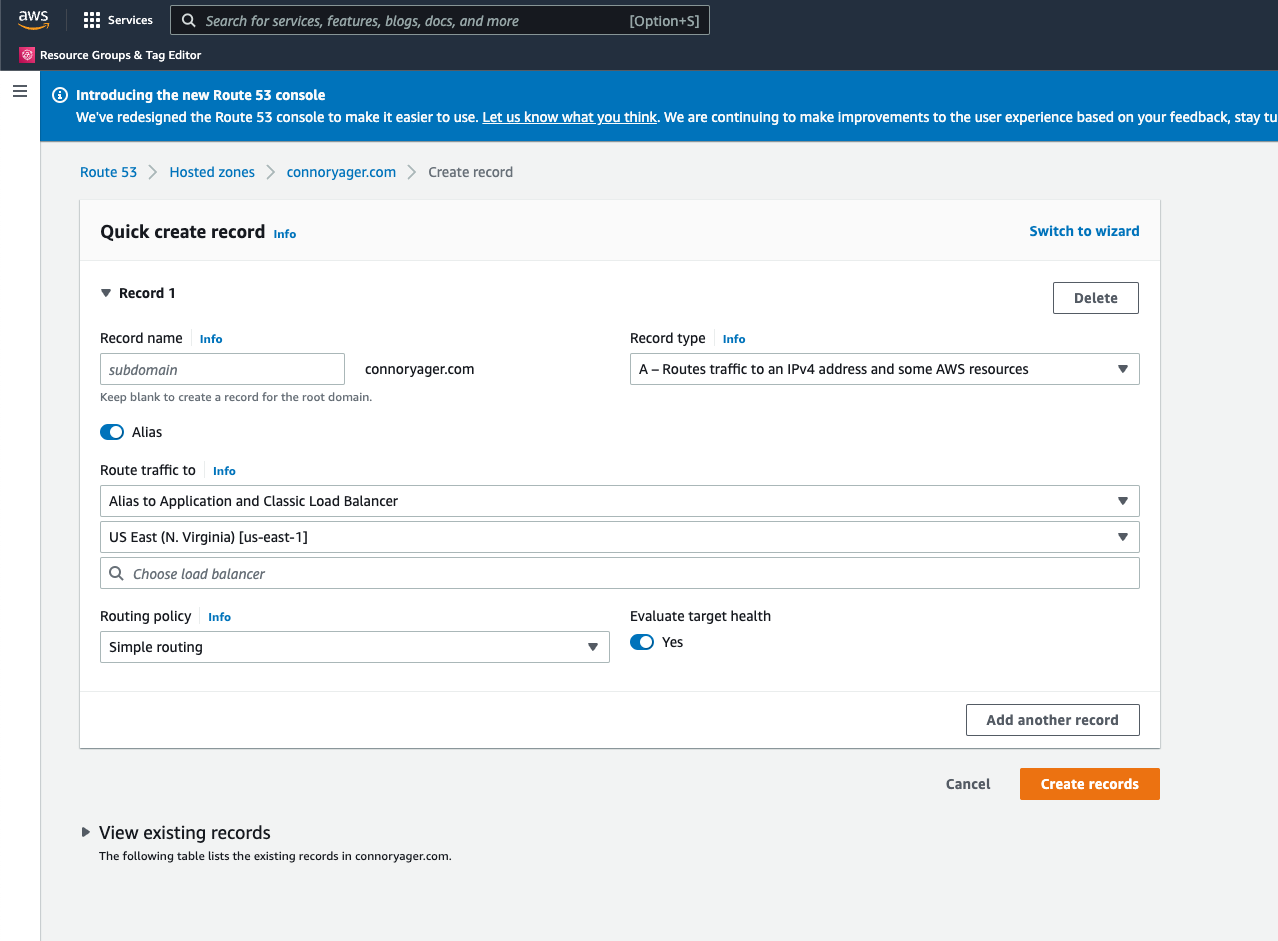 aws
Services
Search for services, features, blogs, docs, and more
[Option+S]
Resource Groups & Tag Editor
Introducing the new Route 53 console
We've redesigned the Route 53 console to make it easier to use. Let us know what you think. We are continuing to make improvements to the user experience based on your feedback, stay tu
Route 53 > Hosted zones > connoryager.com > Create record
Quick create record Info
Switch to wizard
Record 1
Delete
Record name Info
subdomain
connoryager.com
Keep blank to create a record for the root domain.
Record type Info
A – Routes traffic to an IPv4 address and some AWS resources
Alias
Route traffic to Info
Alias to Application and Classic Load Balancer
US East (N. Virginia) [us-east-1]
Choose load balancer
Routing policy Info
Simple routing
Evaluate target health
Yes
Add another record
Cancel
Create records
View existing records
The following table lists the existing records in connoryager.com.